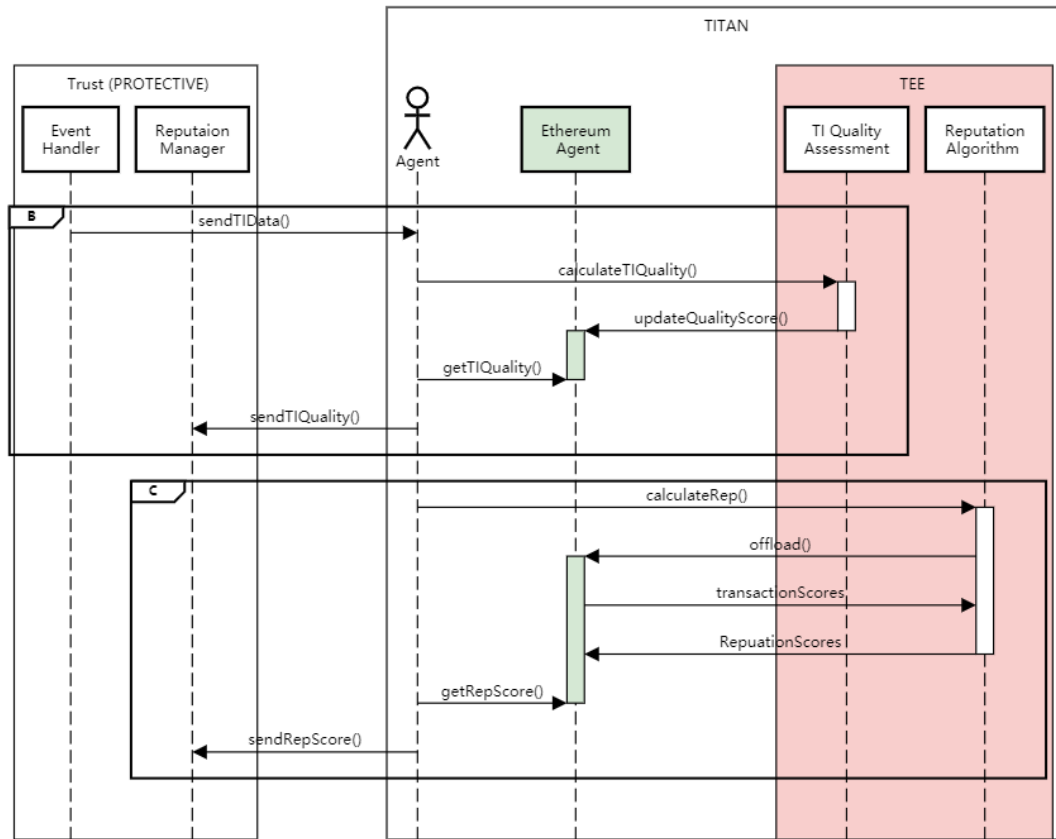 TITAN
Trust (PROTECTIVE)
TEE
Event
Handler
Reputaion
Manager
Agent
Ethereum
Agent
TI Quality
Assessment
Reputation
Algorithm
B
sendTIData()
calculateTIQuality()
updateQualityScore()
getTIQuality()
sendTIQuality()
C
calculateRep()
offload()
transactionScores
RepuationScores
getRepScore()
sendRepScore()